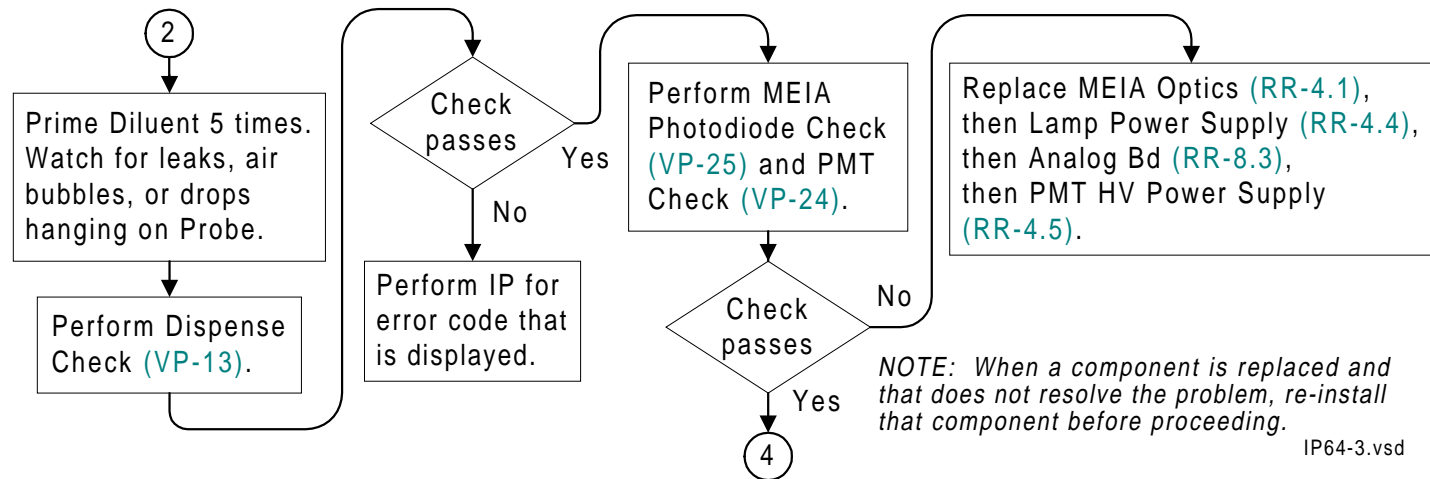 2
Prime Diluent 5 times.
Watch for leaks, air
bubbles, or drops
hanging on Probe.
Perform Dispense
Check (VP-13).
Check
passes
Yes
No
Perform IP for
error code that
is displayed.
Perform MEIA
Photodiode Check
(VP-25) and PMT
Check (VP-24).
Check
passes
No
Yes
4
Replace MEIA Optics (RR-4.1),
then Lamp Power Supply (RR-4.4),
then Analog Bd (RR-8.3),
then PMT HV Power Supply
(RR-4.5).
NOTE: When a component is replaced and
that does not resolve the problem, re-install
that component before proceeding.
IP64-3.vsd